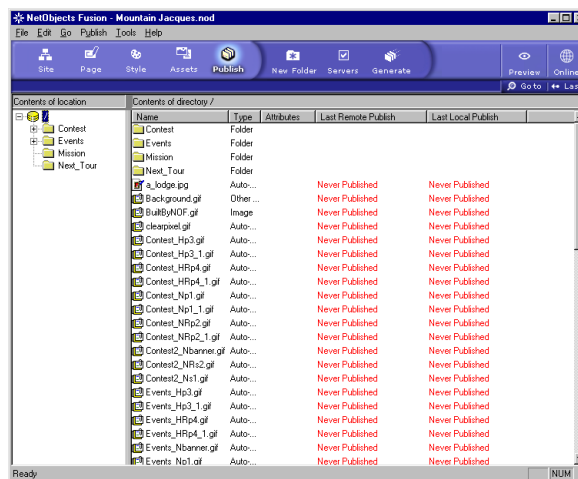 NetObjects Fusion - Mountain Jacques.nod
File Edit Go Publish Tools Help
Site Page Style Assets Publish New Folder Servers Generate Preview Online
Go to Las
Contents of location Contents of directory /
/
Contest
Events
Mission
Next_Tour
Name Type Attributes Last Remote Publish Last Local Publish
Contest Folder
Events Folder
Mission Folder
Next_Tour Folder
a_lodge.jpg Auto-... Never Published Never Published
Background.gif Other ... Never Published Never Published
BuiltByNOF.gif Image Never Published Never Published
clearpixel.gif Auto-... Never Published Never Published
Contest_Hp3.gif Auto-... Never Published Never Published
Contest_Hp3_1.gif Auto-... Never Published Never Published
Contest_HRp4.gif Auto-... Never Published Never Published
Contest_HRp4_1.gif Auto-... Never Published Never Published
Contest_Np1.gif Auto-... Never Published Never Published
Contest_Np1_1.gif Auto-... Never Published Never Published
Contest_NRp2.gif Auto-... Never Published Never Published
Contest_NRp2_1.gif Auto-... Never Published Never Published
Contest2_Nbanner.gif Auto-... Never Published Never Published
Contest2_NRs2.gif Auto-... Never Published Never Published
Contest2_Ns1.gif Auto-... Never Published Never Published
Events_Hp3.gif Auto-... Never Published Never Published
Events_Hp3_1.gif Auto-... Never Published Never Published
Events_HRp4.gif Auto-... Never Published Never Published
Events_HRp4_1.gif Auto-... Never Published Never Published
Events_Nbanner.gif Auto-... Never Published Never Published
Events_Np1.gif Auto-... Never Published Never Published
Ready NUM